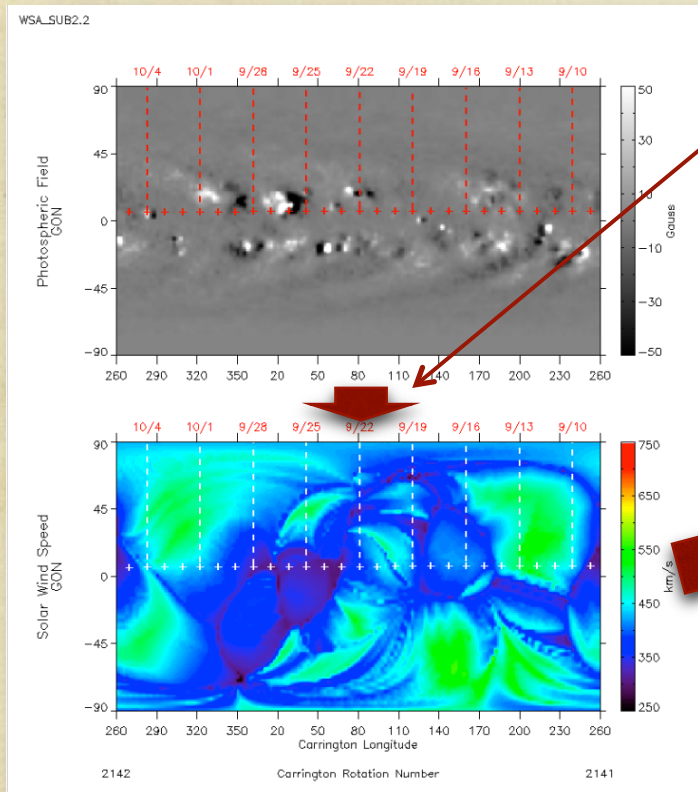 WSA_SUB2.2
10/4 10/1 9/28 9/25 9/22 9/19 9/16 9/13 9/10
90
45
0
−45
−90
Photospheric Field
GON
50
30
10
−10
−30
−50
Gauss
260 290 320 350 20 50 80 110 140 170 200 230 260
10/4 10/1 9/28 9/25 9/22 9/19 9/16 9/13 9/10
90
45
0
−45
−90
Solar Wind Speed
GON
750
650
550
450
350
250
km/s
260 290 320 350 20 50 80 110 140 170 200 230 260
Carrington Longitude
2142 Carrington Rotation Number 2141